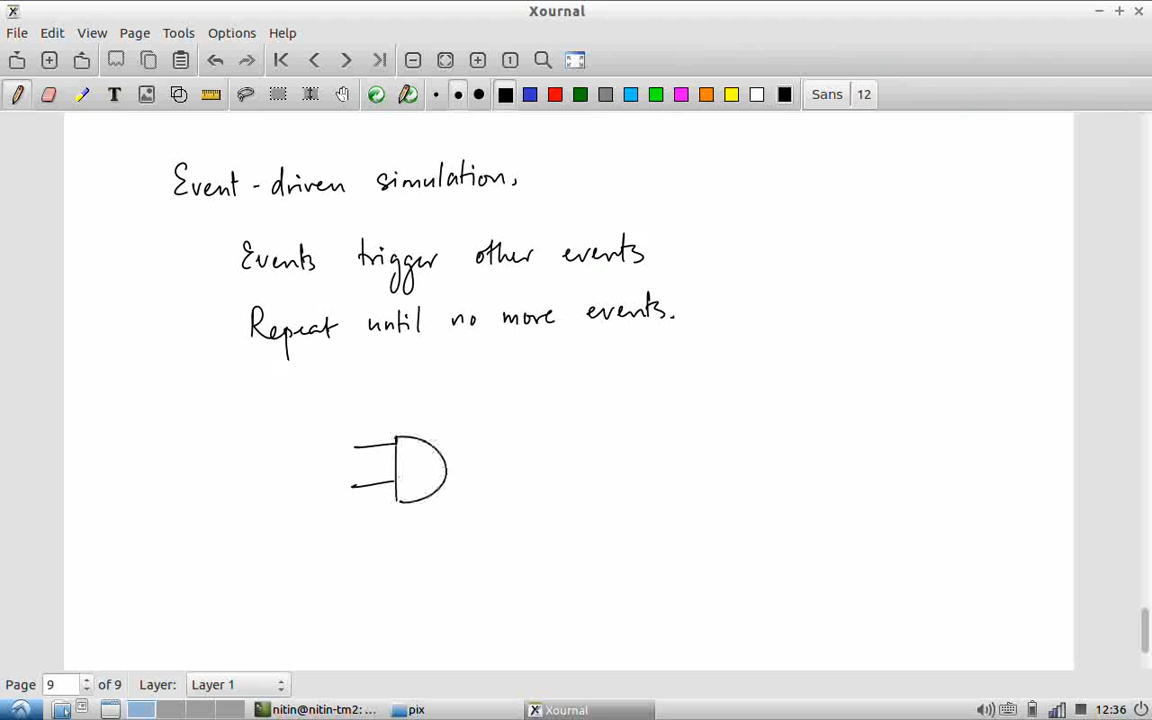 Xournal
File Edit View Page Tools Options Help
Sans 12
Event-driven simulation,
Events trigger other events
Repeat until no more events.
Page 9 of 9 Layer: Layer 1
nitin@nitin-tm2: ... pix Xournal 12:36